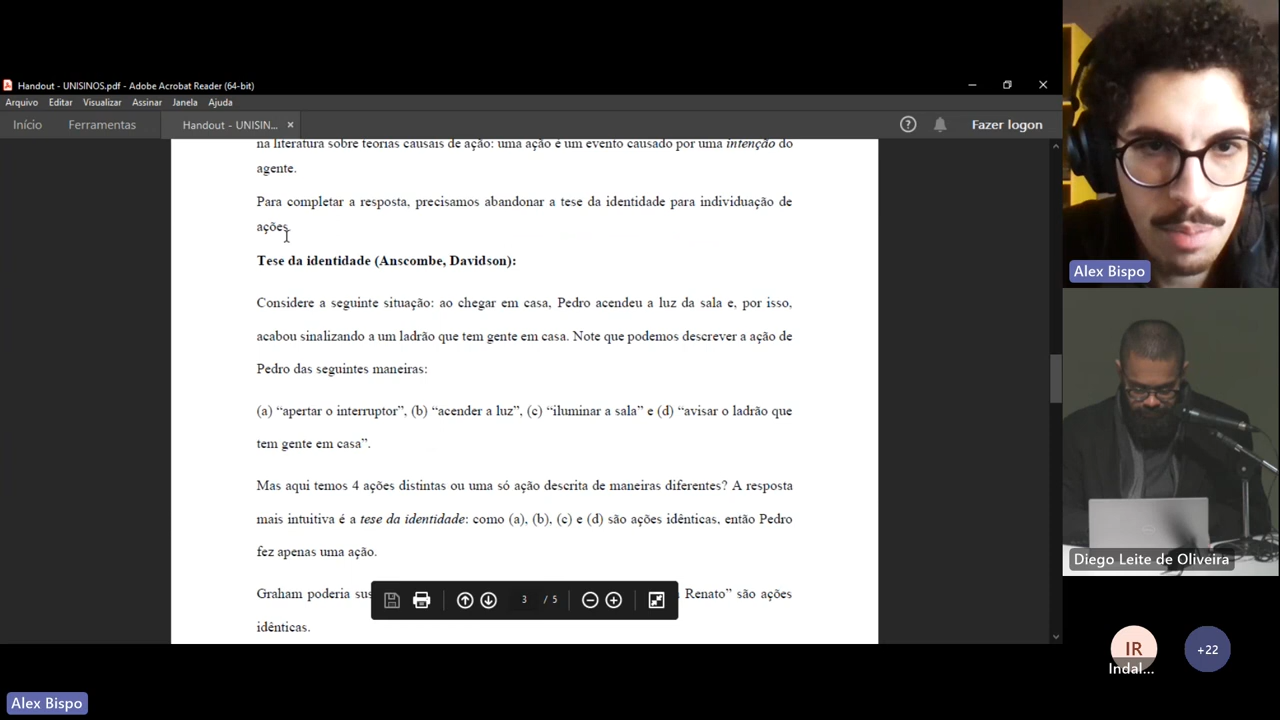 Handout - UNISINOS.pdf - Adobe Acrobat Reader (64-bit)
Arquivo Editar Visualizar Assinar Janela Ajuda
Início Ferramentas Handout - UNISIN... × Fazer logon
na literatura sobre teorias causais de ação: uma ação é um evento causado por uma intenção do
agente.
Para completar a resposta, precisamos abandonar a tese da identidade para individuação de
ações.
Tese da identidade (Anscombe, Davidson):
Considere a seguinte situação: ao chegar em casa, Pedro acendeu a luz da sala e, por isso,
acabou sinalizando a um ladrão que tem gente em casa. Note que podemos descrever a ação de
Pedro das seguintes maneiras:
(a) “apertar o interruptor”, (b) “acender a luz”, (c) “iluminar a sala” e (d) “avisar o ladrão que
tem gente em casa”.
Mas aqui temos 4 ações distintas ou uma só ação descrita de maneiras diferentes? A resposta
mais intuitiva é a tese da identidade: como (a), (b), (c) e (d) são ações idênticas, então Pedro
fez apenas uma ação.
Graham poderia sus Renato” são ações
idênticas.
3 / 5
Alex Bispo
Diego Leite de Oliveira
IR
Indal...
+22
Alex Bispo